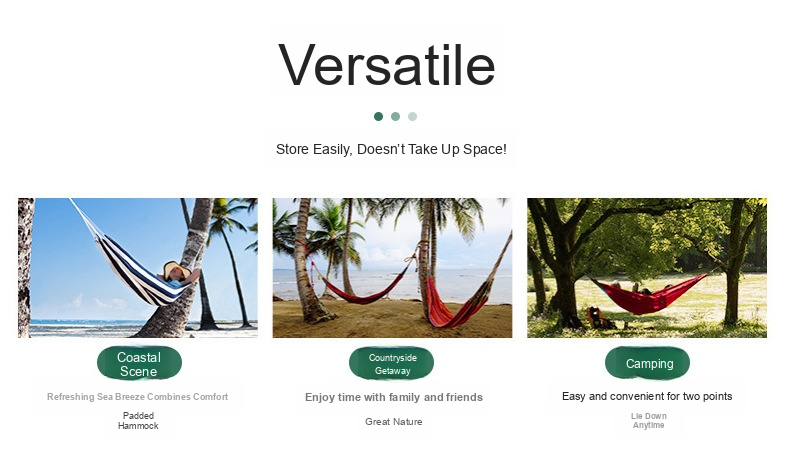 Versatile
Store Easily, Doesn't Take Up Space!
Coastal
Scene
Refreshing Sea Breeze Combines Comfort
Padded
Hammock
Countryside
Getaway
Enjoy time with family and friends
Great Nature
Camping
Easy and convenient for two points
Lie Down
Anytime